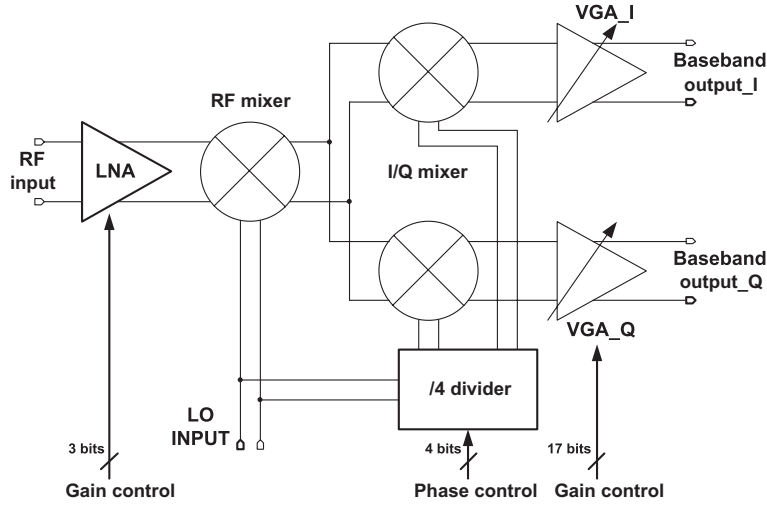 VGA_I
Baseband
output_I
RF mixer
RF
input
LNA
I/Q mixer
Baseband
output_Q
VGA_Q
/4 divider
LO
INPUT
3 bits
4 bits
17 bits
Gain control
Phase control
Gain control